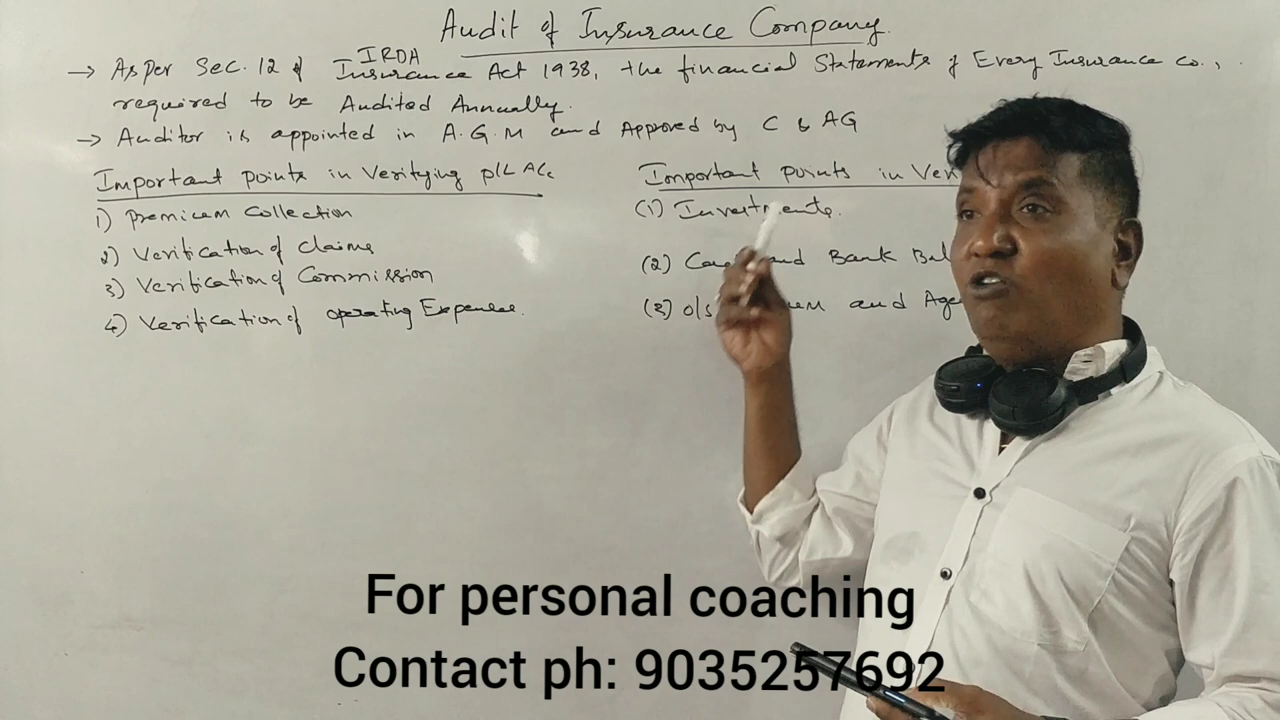 Audit of Insurance Company.
IRDA
→ As per Sec. 12 of Insurance Act 1938, the financial Statements of Every Insurance co.,
required to be Audited Annually.
→ Auditor is appointed in A.G.M and Approved by C & AG
Important points in Verifying p/L A/c
1) premium Collection
2) Verification of claims
3) Verification of Commission
4) Verification of operating Expense.
Important points in
(1) Investments.
(2) and Bank
(3) o/s and
For personal coaching
Contact ph: 9035257692